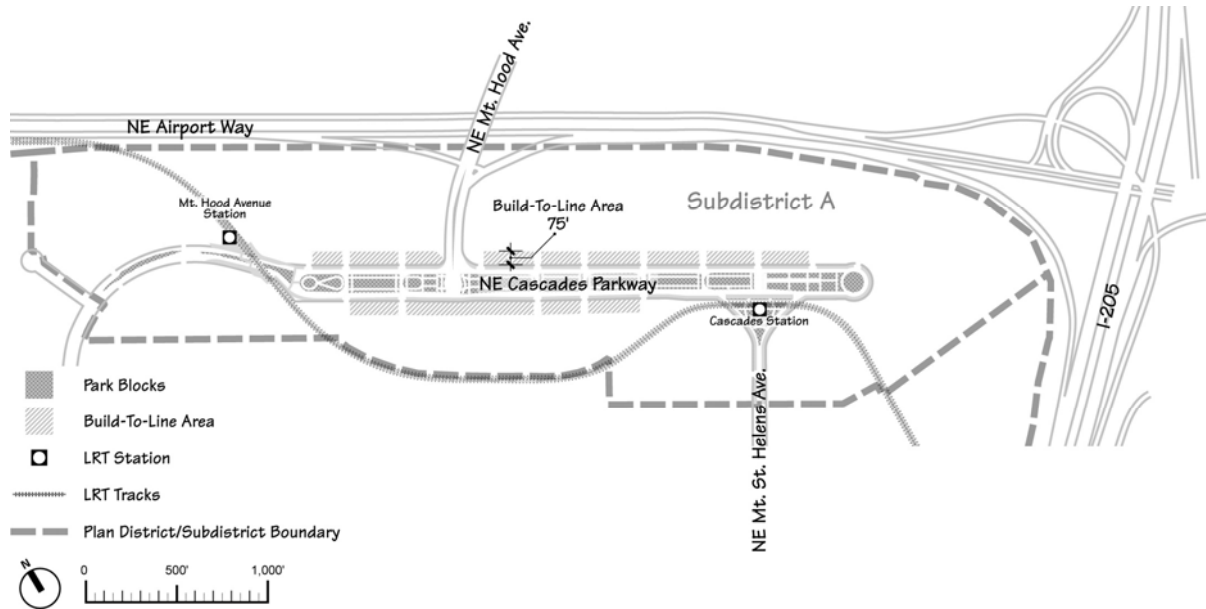 NE Mt. Hood Ave.
NE Airport Way
Mt. Hood Avenue
Station
Build-To-Line Area
75'
Subdistrict A
NE Cascades Parkway
Cascades Station
I-205
NE Mt. St. Helens Ave.
Park Blocks
Build-To-Line Area
LRT Station
LRT Tracks
Plan District/Subdistrict Boundary
N
0 500' 1,000'